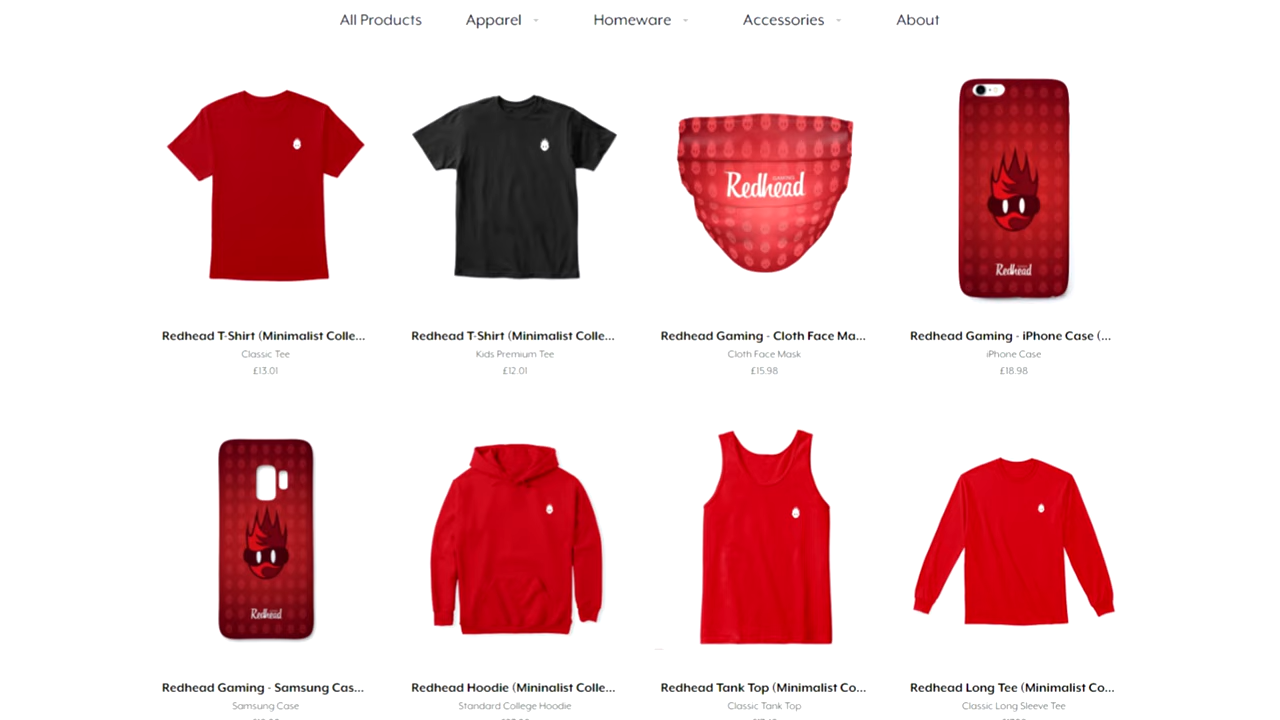 All Products Apparel Homeware Accessories About
GAMING
Redhead
Redhead
Redhead T-Shirt (Minimalist Colle...
Classic Tee
£13.01
Redhead T-Shirt (Minimalist Colle...
Kids Premium Tee
£12.01
Redhead Gaming - Cloth Face Ma...
Cloth Face Mask
£15.98
Redhead Gaming - iPhone Case (...
iPhone Case
£18.98
Redhead
Redhead Gaming - Samsung Cas...
Samsung Case
Redhead Hoodie (Mininalist Colle...
Standard College Hoodie
Redhead Tank Top (Minimalist Co...
Classic Tank Top
Redhead Long Tee (Minimalist Co...
Classic Long Sleeve Tee